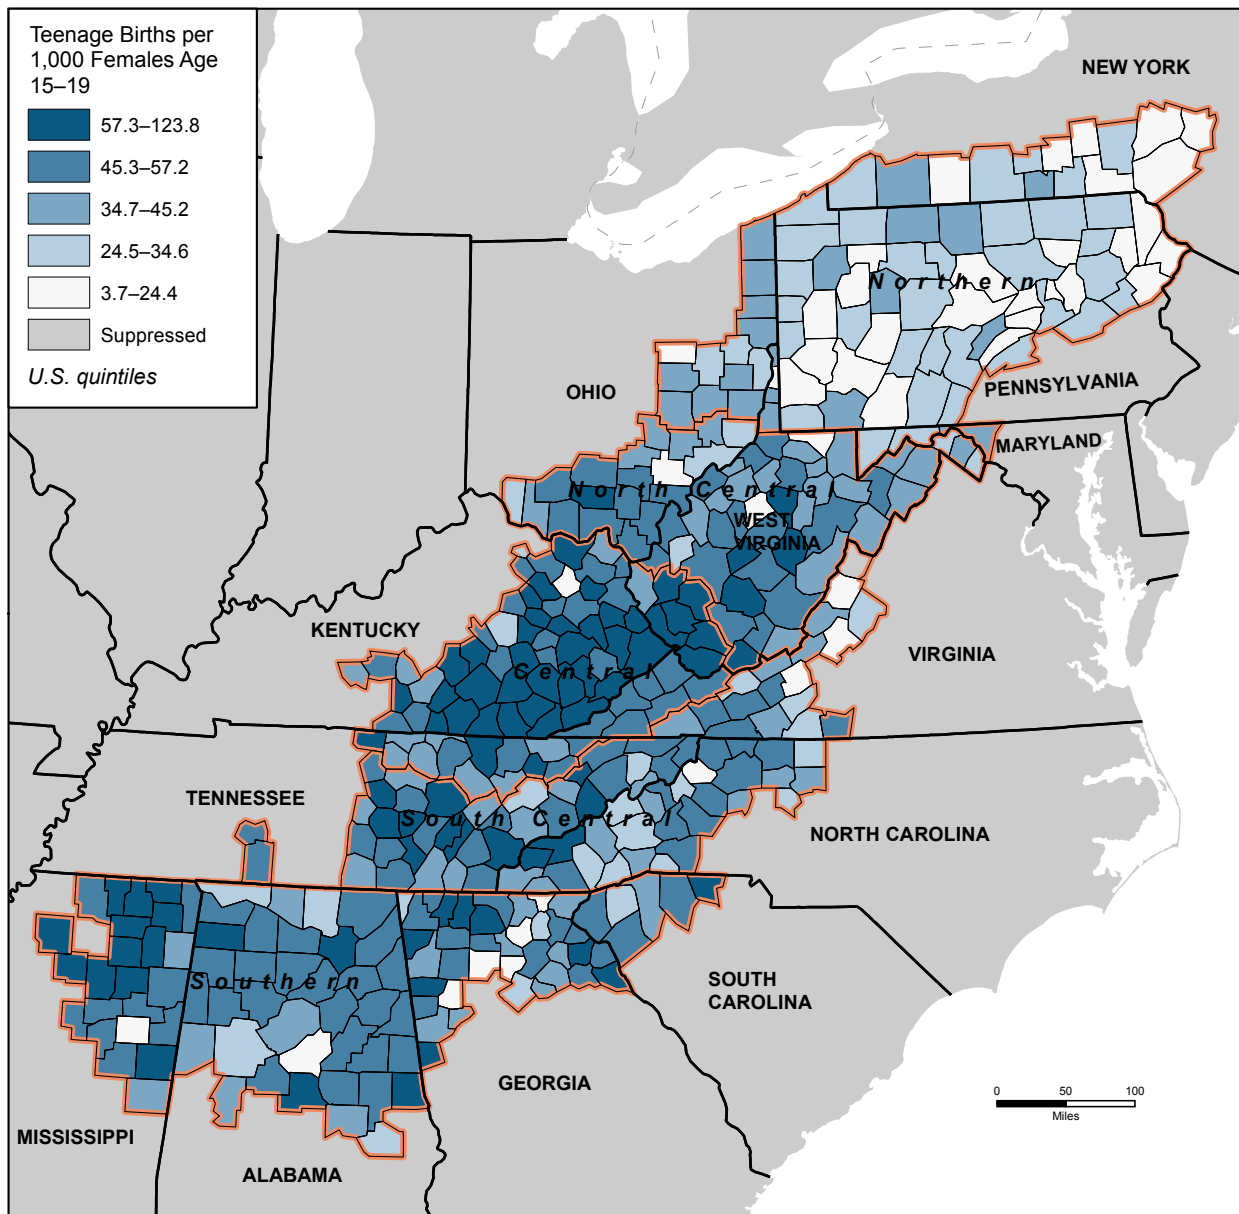 Teenage Births per
1,000 Females Age
15–19
57.3–123.8
45.3–57.2
34.7–45.2
24.5–34.6
3.7–24.4
Suppressed
U.S. quintiles
NEW YORK
Northern
PENNSYLVANIA
OHIO
MARYLAND
North Central
WEST
VIRGINIA
KENTUCKY
VIRGINIA
Central
TENNESSEE
South Central
NORTH CAROLINA
Southern
SOUTH
CAROLINA
GEORGIA
0 50 100
Miles
MISSISSIPPI
ALABAMA